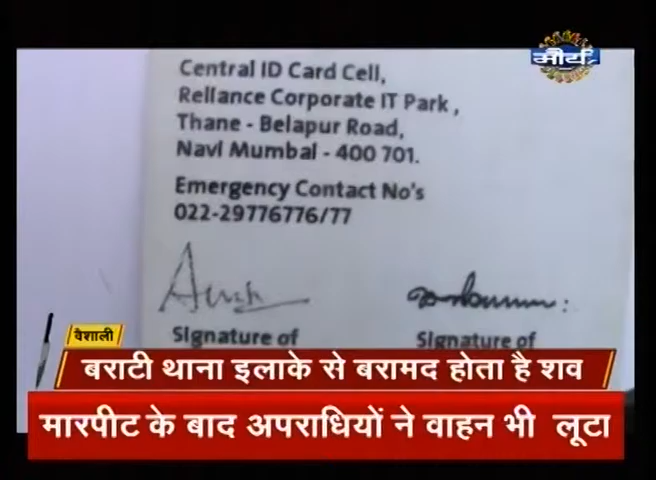 मौर्य
Central ID Card Cell,
Reliance Corporate IT Park,
Thane - Belapur Road,
Navi Mumbai - 400 701.
Emergency Contact No's
022-29776776/77
Signature of
Signature of
वैशाली
बराटी थाना इलाके से बरामद होता है शव
मारपीट के बाद अपराधियों ने वाहन भी लूटा